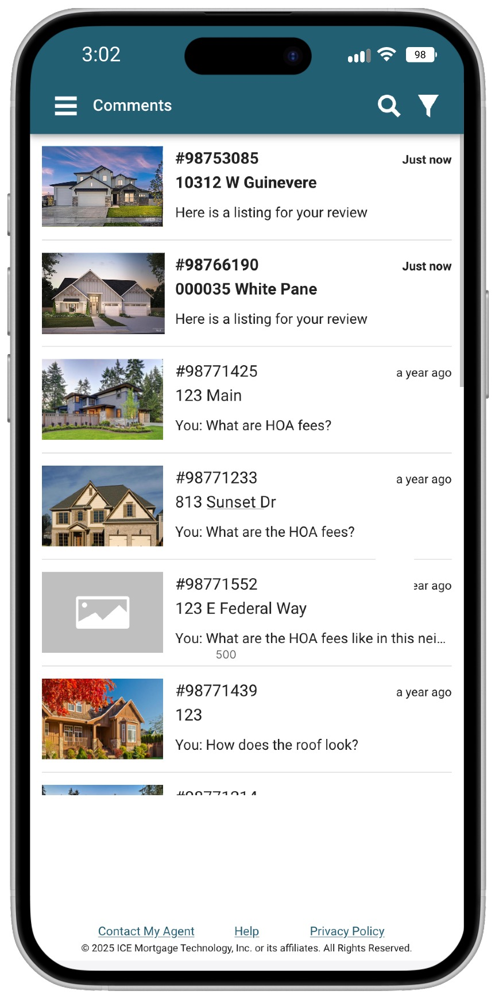 3:02
98
Comments
#98753085
Just now
10312 W Guinevere
Here is a listing for your review
MLS
#98766190
Just now
000035 White Pane
Here is a listing for your review
#98771425
a year ago
123 Main
You: What are HOA fees?
#98771233
a year ago
813 Sunset Dr
You: What are the HOA fees?
#98771552
ear ago
123 E Federal Way
You: What are the HOA fees like in this nei...
500
#98771439
a year ago
123
You: How does the roof look?
Contact My Agent
Help
Privacy Policy
© 2025 ICE Mortgage Technology, Inc. or its affiliates. All Rights Reserved.